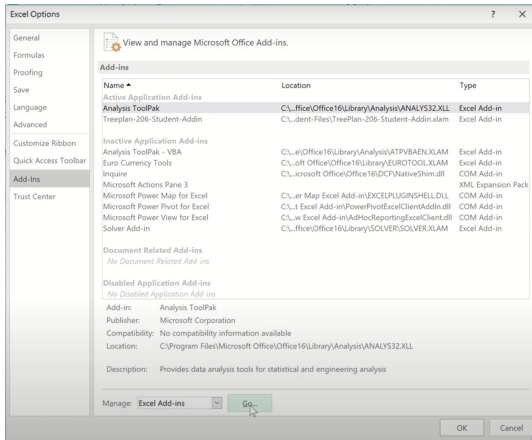 Excel Options
?
General
Formulas
Proofing
Save
Language
Advanced
Customize Ribbon
Quick Access Toolbar
Add-Ins
Trust Center
View and manage Microsoft Office Add-ins.
Add-ins
Name Location Type
Active Application Add-ins
Analysis ToolPak C:\...ffice\Office16\Library\Analysis\ANALYS32.XLL Excel Add-in
Treeplan-206-Student-Addin C:\...dent-Files\TreePlan-206-Student-Addin.xlam Excel Add-in
Inactive Application Add-ins
Analysis ToolPak - VBA C:\...e\Office16\Library\Analysis\ATPVBAEN.XLAM Excel Add-in
Euro Currency Tools C:\...oft Office\Office16\Library\EUROTOOL.XLAM Excel Add-in
Inquire C:\...icrosoft Office\Office16\DCF\NativeShim.dll COM Add-in
Microsoft Actions Pane 3 XML Expansion Pack
Microsoft Power Map for Excel C:\...er Map Excel Add-in\EXCELPLUGINSHELL.DLL COM Add-in
Microsoft Power Pivot for Excel C:\...t Excel Add-in\PowerPivotExcelClientAddIn.dll COM Add-in
Microsoft Power View for Excel C:\...w Excel Add-in\AdHocReportingExcelClient.dll COM Add-in
Solver Add-in C:\...ffice\Office16\Library\SOLVER\SOLVER.XLAM Excel Add-in
Document Related Add-ins
No Document Related Add-ins
Disabled Application Add-ins
No Disabled Application Add-ins
Add-in: Analysis ToolPak
Publisher: Microsoft Corporation
Compatibility: No compatibility information available
Location: C:\Program Files\Microsoft Office\Office16\Library\Analysis\ANALYS32.XLL
Description: Provides data analysis tools for statistical and engineering analysis
Manage: Excel Add-ins Go...
OK Cancel